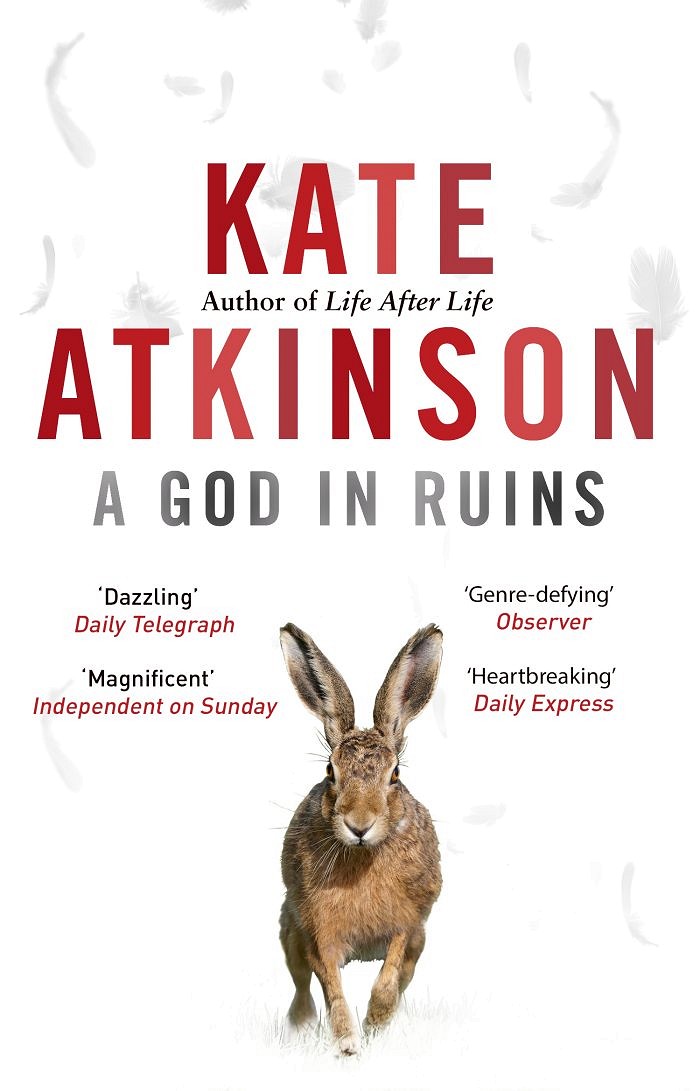 KATE
Author of Life After Life
ATKINSON
A GOD IN RUINS
‘Dazzling’
Daily Telegraph
‘Magnificent’
Independent on Sunday
‘Genre-defying’
Observer
‘Heartbreaking’
Daily Express